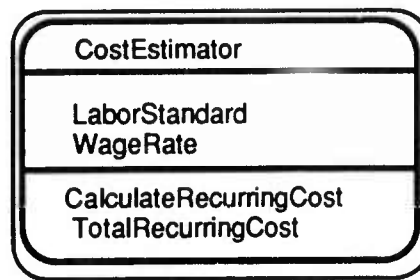 CostEstimator
LaborStandard
WageRate
CalculateRecurringCost
TotalRecurringCost